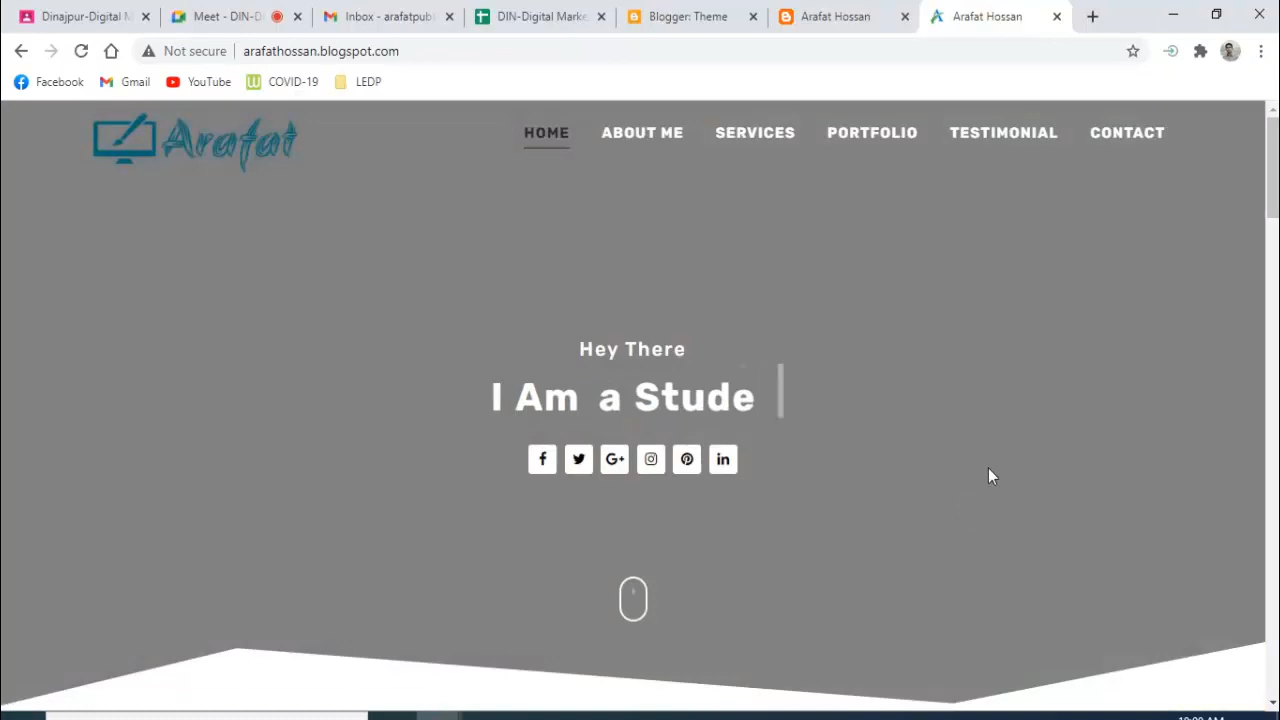 Dinajpur-Digital M
Meet - DIN-D
Inbox - arafatpub
DIN-Digital Marke
Blogger: Theme
Arafat Hossan
Arafat Hossan
Not secure
arafathossan.blogspot.com
Facebook
Gmail
YouTube
COVID-19
LEDP
Arafat
HOME
ABOUT ME
SERVICES
PORTFOLIO
TESTIMONIAL
CONTACT
Hey There
I Am a Stude